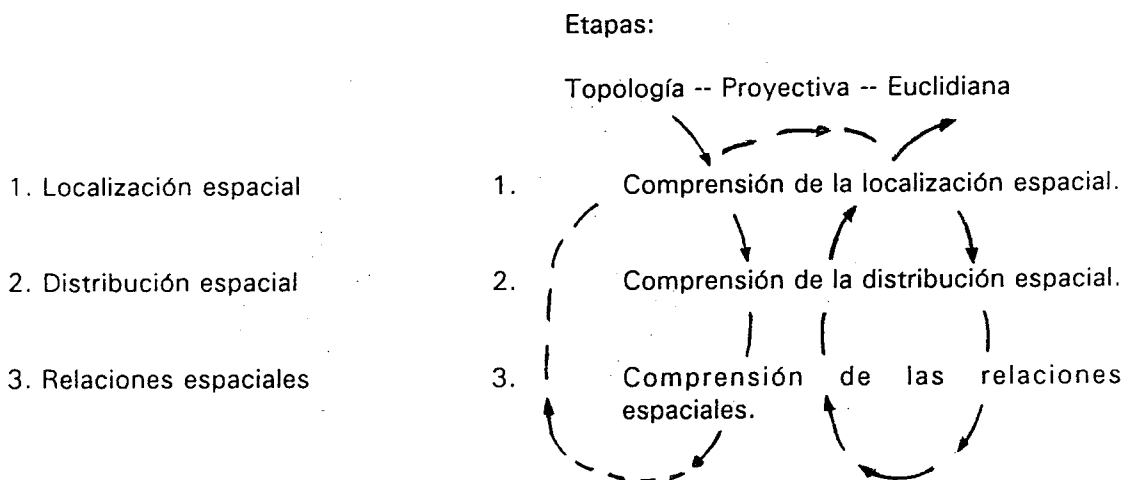 Etapas:
Topología -- Proyectiva -- Euclidiana
1. Localización espacial
1. Comprensión de la localización espacial.
2. Distribución espacial
2. Comprensión de la distribución espacial.
3. Relaciones espaciales
3. Comprensión de las relaciones
espaciales.